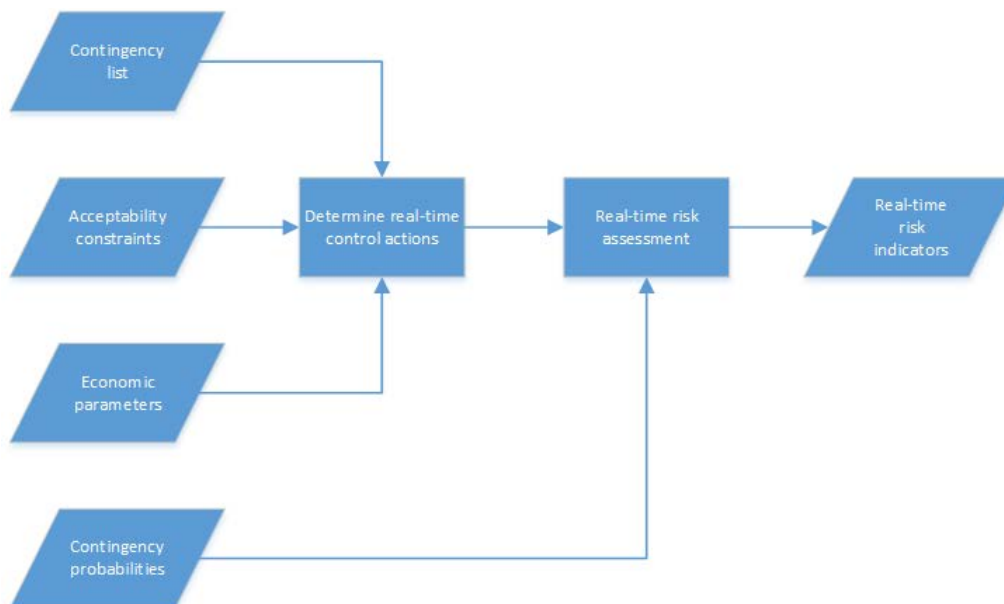 Contingency
list
Acceptability
constraints
Determine real-time
control actions
Real-time risk
assessment
Real-time
risk
indicators
Economic
parameters
Contingency
probabilities